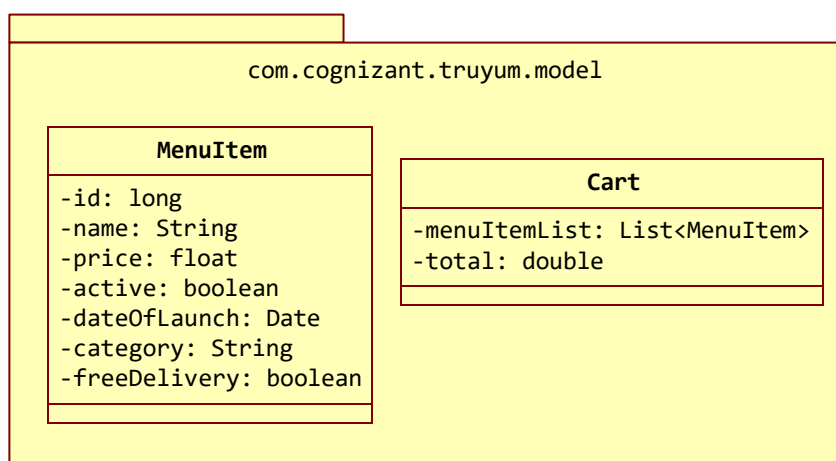 com.cognizant.truyum.model
MenuItem
-id: long
-name: String
-price: float
-active: boolean
-dateOfLaunch: Date
-category: String
-freeDelivery: boolean
Cart
-menuItemList: List<MenuItem>
-total: double